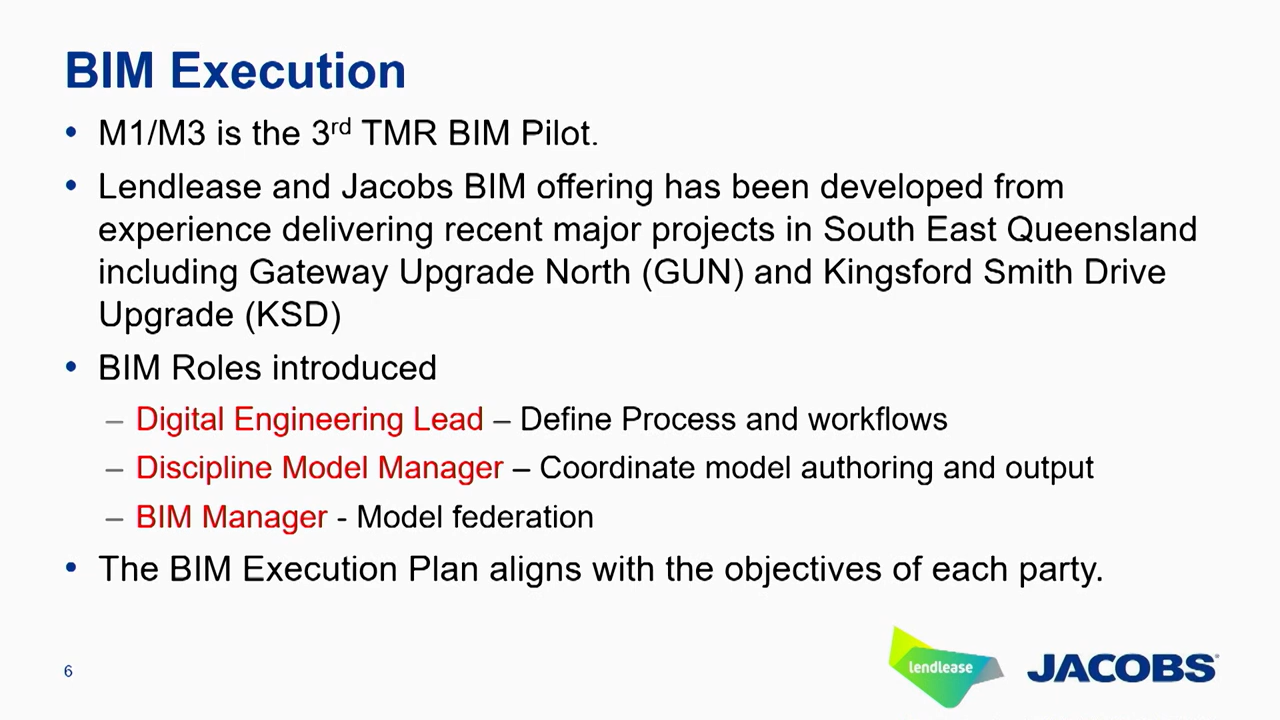 BIM Execution
• M1/M3 is the 3rd TMR BIM Pilot.
• Lendlease and Jacobs BIM offering has been developed from
experience delivering recent major projects in South East Queensland
including Gateway Upgrade North (GUN) and Kingsford Smith Drive
Upgrade (KSD)
• BIM Roles introduced
– Digital Engineering Lead – Define Process and workflows
– Discipline Model Manager – Coordinate model authoring and output
– BIM Manager - Model federation
• The BIM Execution Plan aligns with the objectives of each party.
6
lendlease
JACOBS